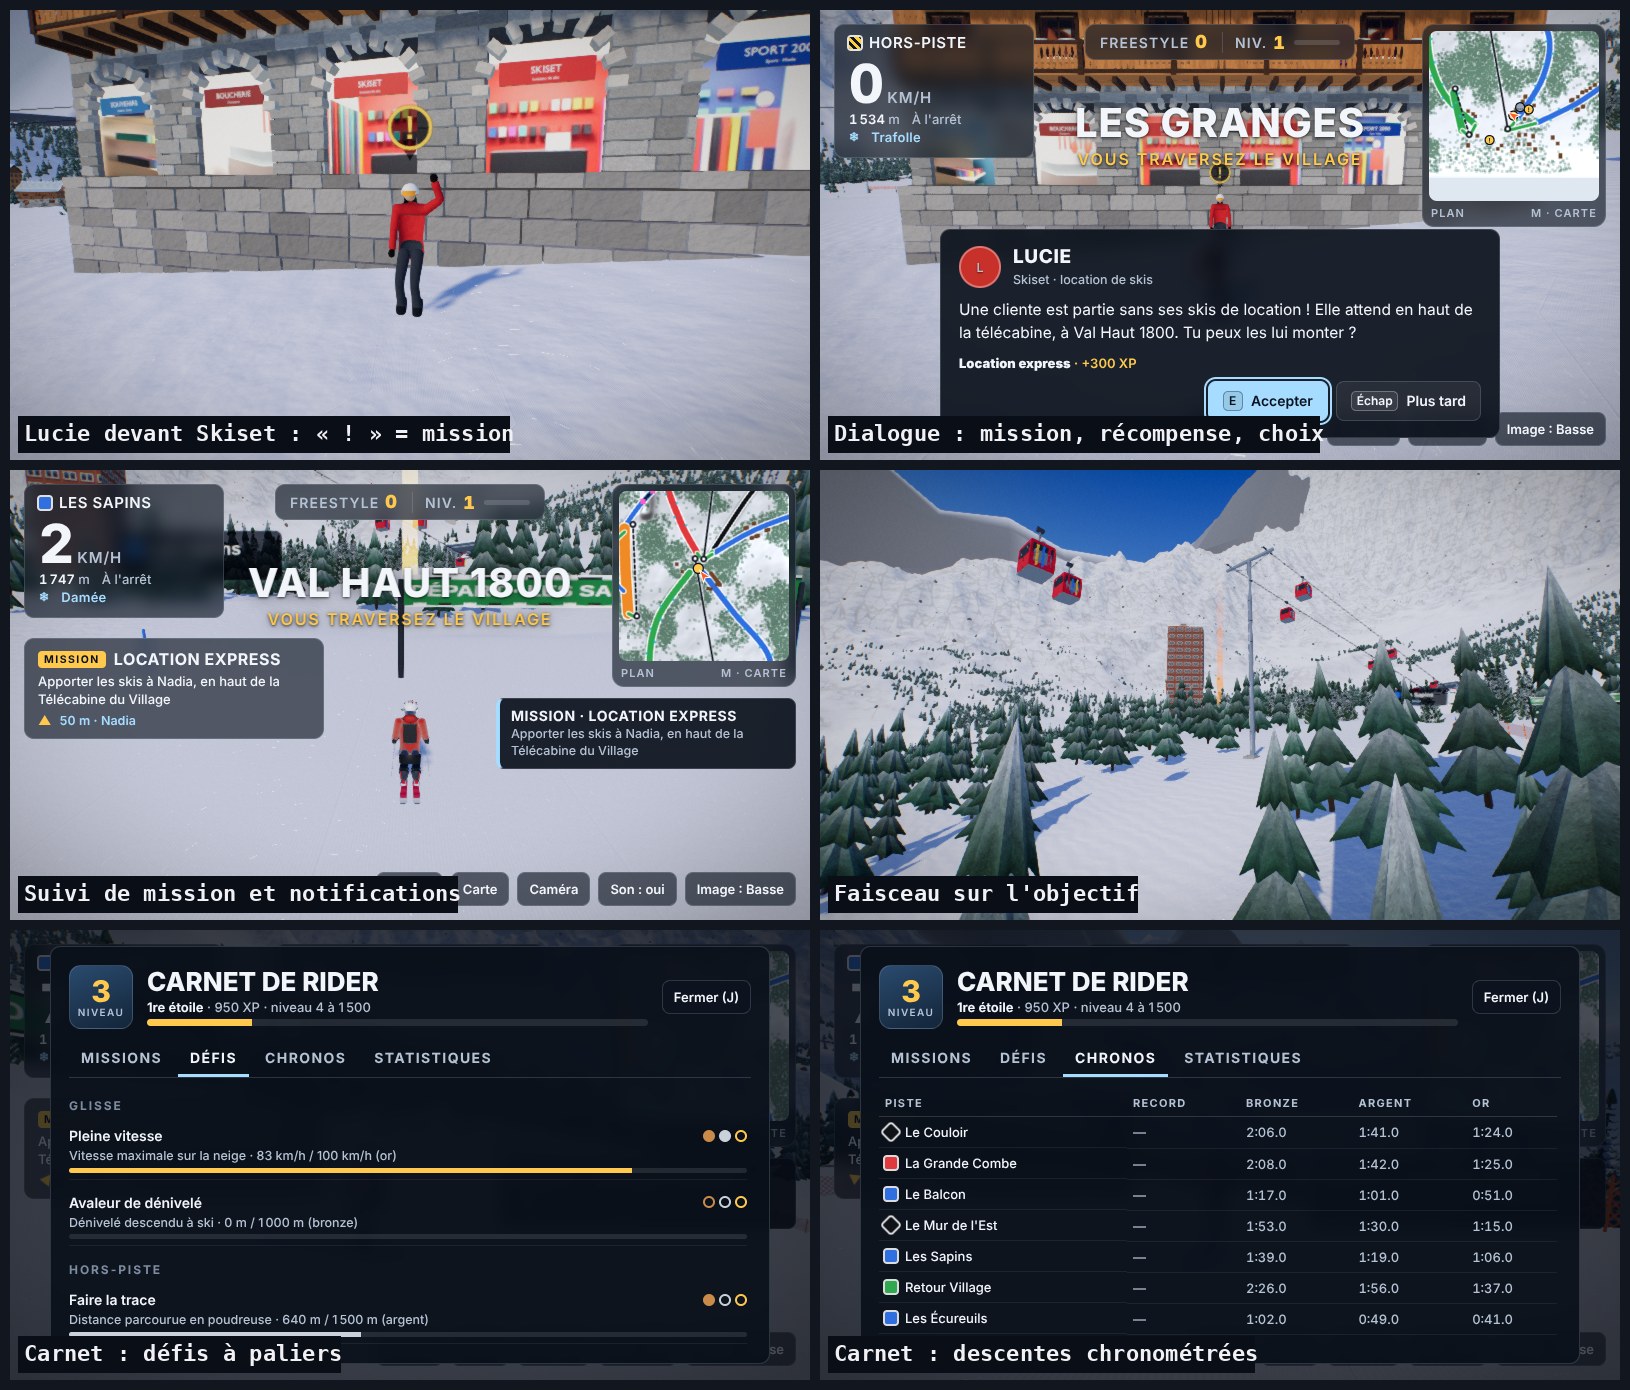 SOUVENIRS
BOUCHERIE
SKISET
SKISET
SPORT 200
!
Lucie devant Skiset : « ! » = mission
HORS-PISTE
0 KM/H
1 534 m À l'arrêt
Trafolle
FREESTYLE 0 NIV. 1
LES GRANGES
VOUS TRAVERSEZ LE VILLAGE
!
PLAN M · CARTE
L
LUCIE
Skiset · location de skis
Une cliente est partie sans ses skis de location ! Elle attend en haut de
la télécabine, à Val Haut 1800. Tu peux les lui monter ?
Location express · +300 XP
E Accepter
Échap Plus tard
Image : Basse
Dialogue : mission, récompense, choix
LES SAPINS
2 KM/H
1 747 m À l'arrêt
Damée
FREESTYLE 0 NIV. 1
VAL HAUT 1800
VOUS TRAVERSEZ LE VILLAGE
PLAN M · CARTE
MISSION LOCATION EXPRESS
Apporter les skis à Nadia, en haut de la
Télécabine du Village
50 m · Nadia
MISSION · LOCATION EXPRESS
Apporter les skis à Nadia, en haut de la
Télécabine du Village
Carte
Caméra
Son : oui
Image : Basse
Suivi de mission et notifications
Faisceau sur l'objectif
3
NIVEAU
CARNET DE RIDER
1re étoile · 950 XP · niveau 4 à 1 500
Fermer (J)
MISSIONS DÉFIS CHRONOS STATISTIQUES
GLISSE
Pleine vitesse
Vitesse maximale sur la neige · 83 km/h / 100 km/h (or)
Avaleur de dénivelé
Dénivelé descendu à ski · 0 m / 1 000 m (bronze)
HORS-PISTE
Faire la trace
Distance parcourue en poudreuse · 640 m / 1 500 m (argent)
Carnet : défis à paliers
3
NIVEAU
CARNET DE RIDER
1re étoile · 950 XP · niveau 4 à 1 500
Fermer (J)
MISSIONS DÉFIS CHRONOS STATISTIQUES
PISTE RECORD BRONZE ARGENT OR
Le Couloir — 2:06.0 1:41.0 1:24.0
La Grande Combe — 2:08.0 1:42.0 1:25.0
Le Balcon — 1:17.0 1:01.0 0:51.0
Le Mur de l'Est — 1:53.0 1:30.0 1:15.0
Les Sapins — 1:39.0 1:19.0 1:06.0
Retour Village — 2:26.0 1:56.0 1:37.0
Les Écureuils — 1:02.0 0:49.0 0:41.0
Carnet : descentes chronométrées